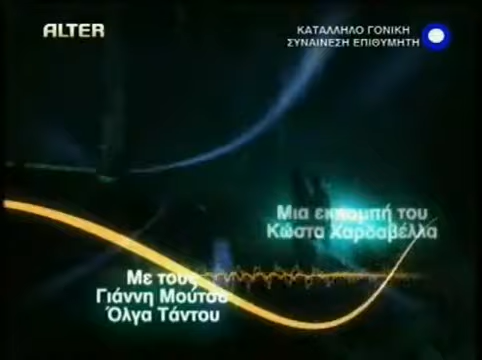 ALTER
ΚΑΤΑΛΛΗΛΟ ΓΟΝΙΚΗ
ΣΥΝΑΙΝΕΣΗ ΕΠΙΘΥΜΗΤΗ
Μια εκπομπή του
Κώστα Χαρδαβέλλα
Με τους
Γιάννη Μούτσο
Όλγα Τάντου